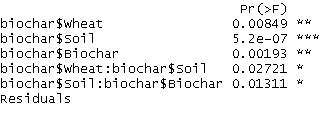 Pr(>F)
biochar$Wheat 0.00849 **
biochar$Soil 5.2e-07 ***
biochar$Biochar 0.00193 **
biochar$Wheat:biochar$Soil 0.02721 *
biochar$Soil:biochar$Biochar 0.01311 *
Residuals